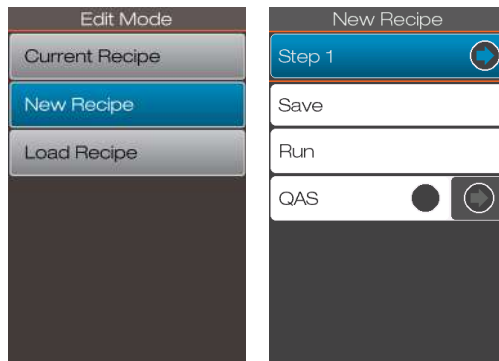 Edit Mode
Current Recipe
New Recipe
Load Recipe
New Recipe
Step 1
Save
Run
QAS